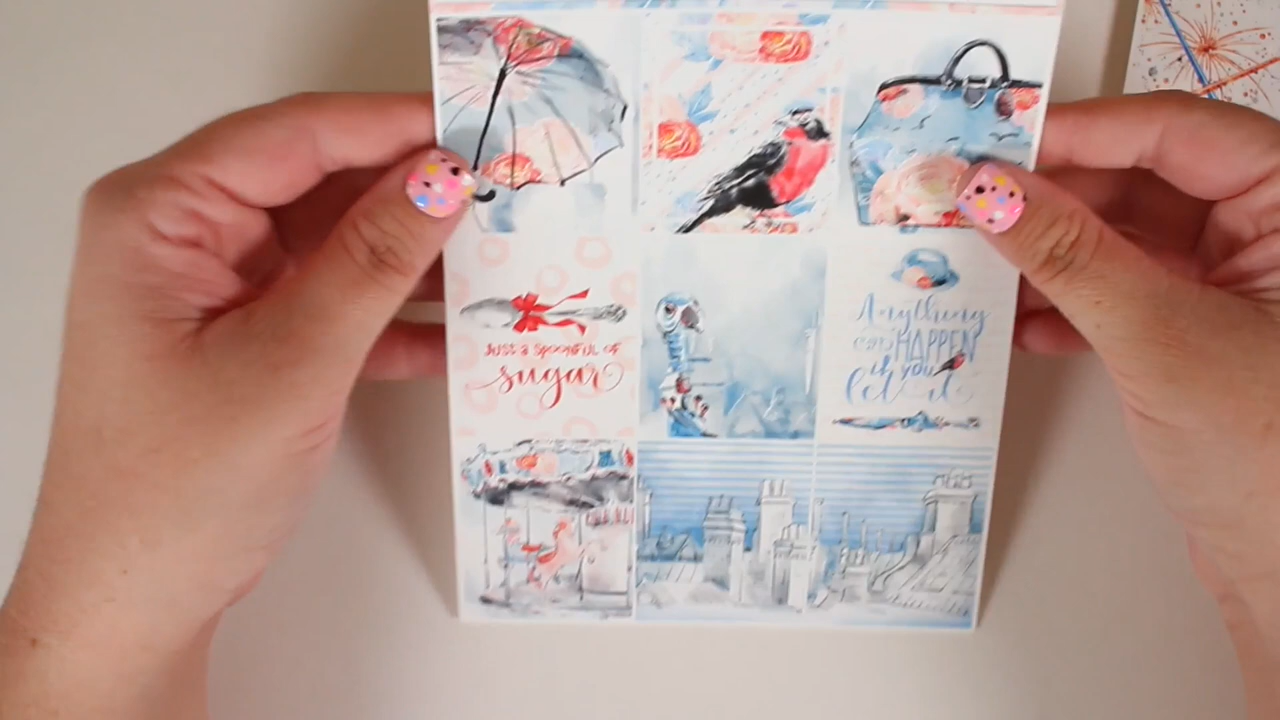 JUST A SPOONFUL OF
sugar
Anything
can HAPPEN
if you
let it